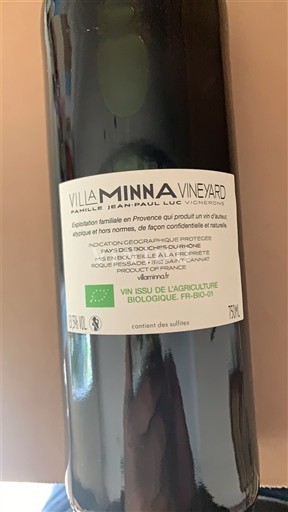 VILLA MINNA VINEYARD
FAMILLE JEAN-PAUL LUC VIGNERONS
Exploitation familiale en Provence qui produit un vin d'auteur,
atypique et hors normes, de façon confidentielle et naturelle.
INDICATION GÉOGRAPHIQUE PROTÉGÉE
PAYS DES BOUCHES-DU-RHÔNE
MIS EN BOUTEILLE À LA PROPRIÉTÉ
ROQUE PESSADE - 13760 SAINT-CANNAT
PRODUCT OF FRANCE
villaminna.fr
VIN ISSU DE L'AGRICULTURE
BIOLOGIQUE. FR-BIO-01
% VOL
750ML
contient des sulfites